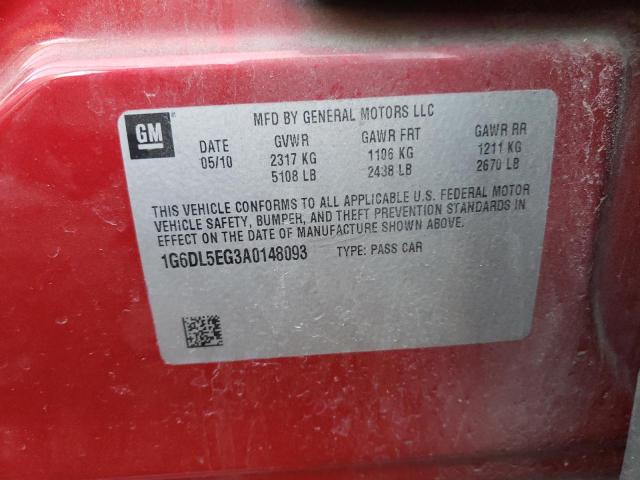 GM
MFD BY GENERAL MOTORS LLC
DATE GVWR GAWR FRT GAWR RR
05/10 2317 KG 1106 KG 1211 KG
5108 LB 2438 LB 2670 LB
THIS VEHICLE CONFORMS TO ALL APPLICABLE U.S. FEDERAL MOTOR
VEHICLE SAFETY, BUMPER, AND THEFT PREVENTION STANDARDS IN
EFFECT ON THE DATE OF MANUFACTURE SHOWN ABOVE.
1G6DL5EG3A0148093 TYPE: PASS CAR